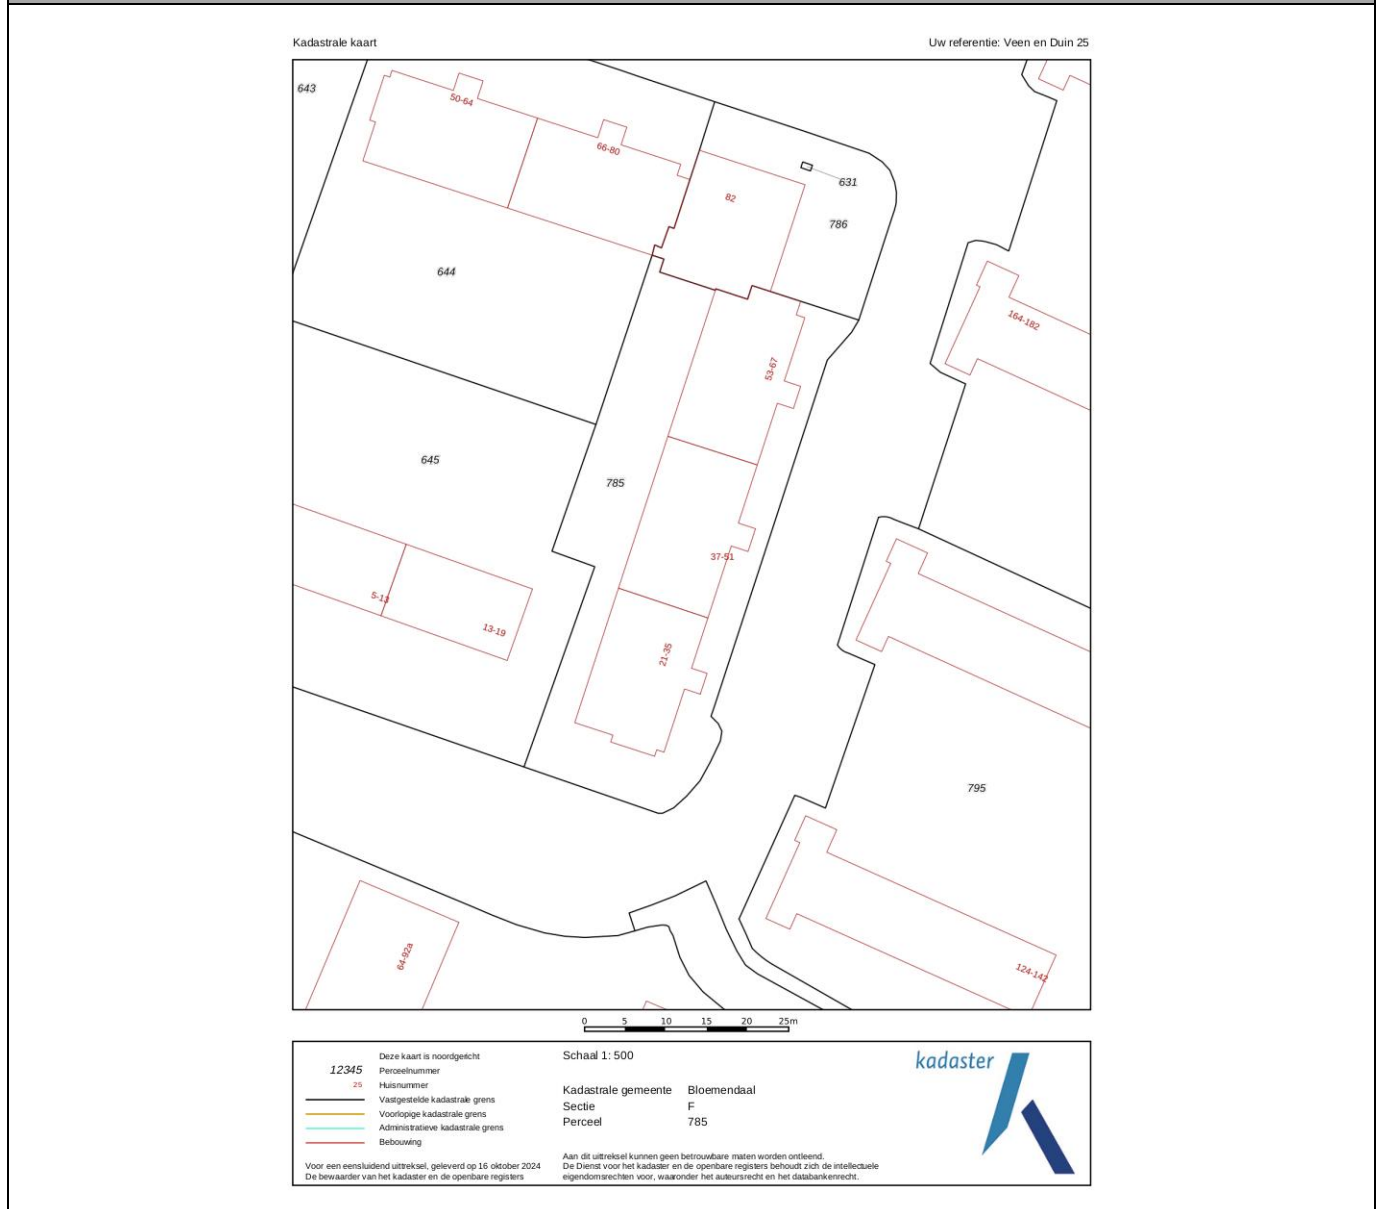 Kadastrale kaart
Uw referentie: Veen en Duin 25
643
50-64
66-80
82
631
786
644
164-182
53-67
645
785
37-51
5-13
13-19
21-35
795
64-92a
124-142
0 5 10 15 20 25m
Deze kaart is noordgericht
12345 Perceelnummer
25 Huisnummer
Vastgestelde kadastrale grens
Voorlopige kadastrale grens
Administratieve kadastrale grens
Bebouwing
Voor een eensluidend uittreksel, geleverd op 16 oktober 2024
De bewaarder van het kadaster en de openbare registers
Schaal 1: 500
Kadastrale gemeente Bloemendaal
Sectie F
Perceel 785
Aan dit uittreksel kunnen geen betrouwbare maten worden ontleend.
De Dienst voor het kadaster en de openbare registers behoudt zich de intellectuele
eigendomsrechten voor, waaronder het auteursrecht en het databankenrecht.
kadaster